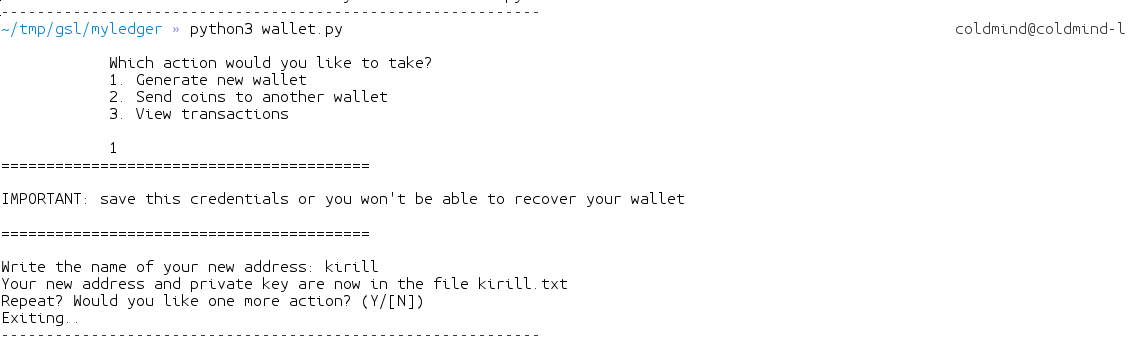 ------------------------------------------------------------
~/tmp/gsl/myledger » python3 wallet.py coldmind@coldmind-l
Which action would you like to take?
1. Generate new wallet
2. Send coins to another wallet
3. View transactions
1
=========================================
IMPORTANT: save this credentials or you won't be able to recover your wallet
=========================================
Write the name of your new address: kirill
Your new address and private key are now in the file kirill.txt
Repeat? Would you like one more action? (Y/[N])
Exiting..
------------------------------------------------------------